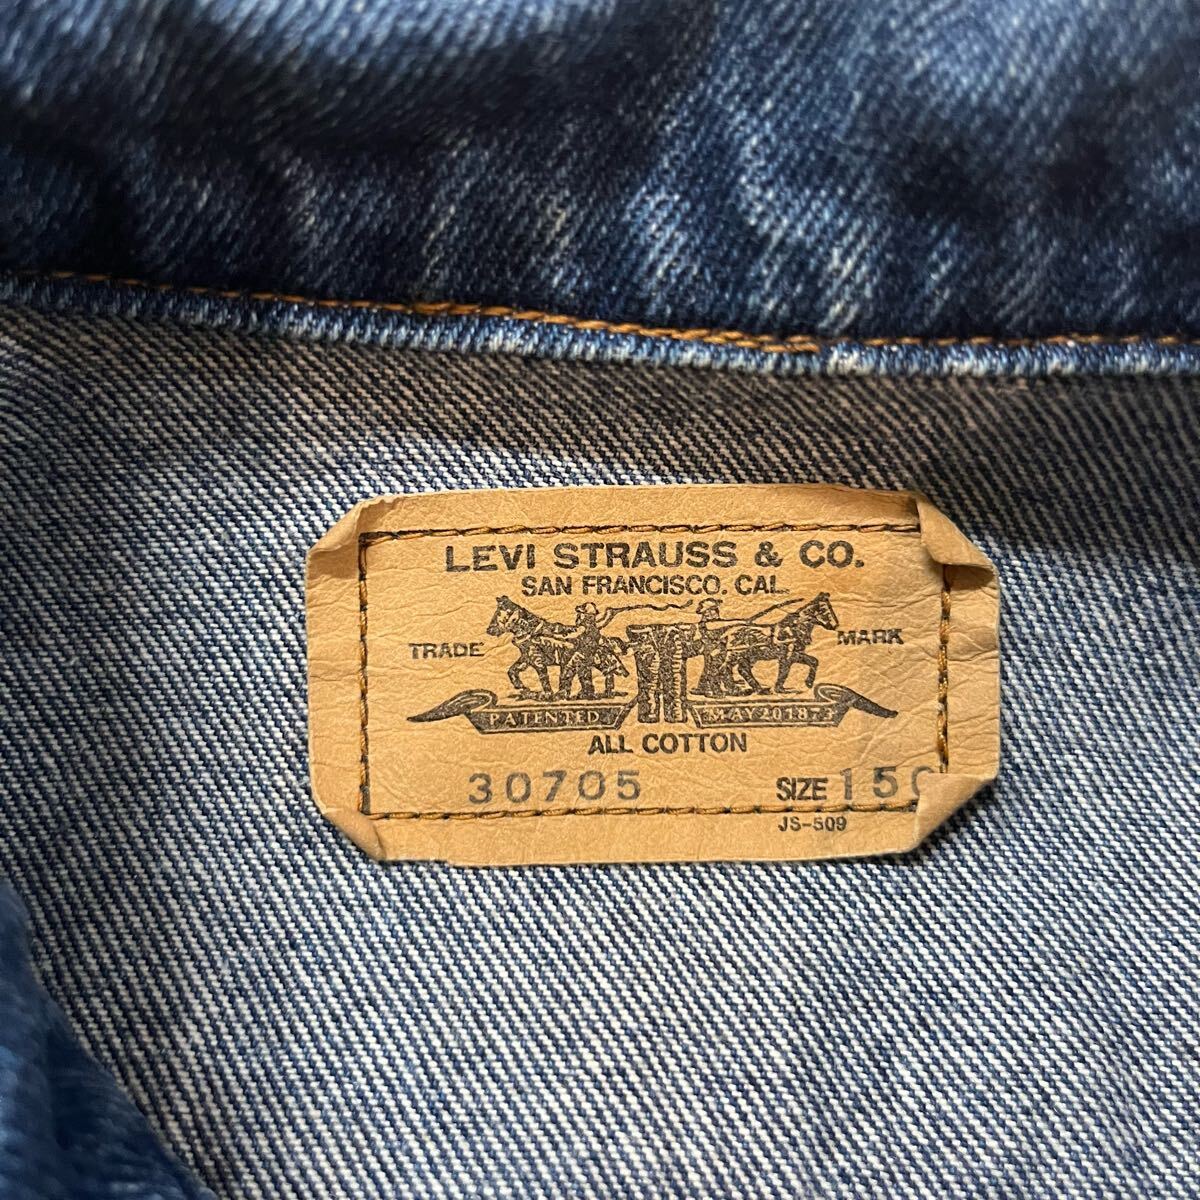 LEVI STRAUSS & CO.
SAN FRANCISCO. CAL.
TRADE MARK
PATENTED MAY 20 1873
ALL COTTON
30705 SIZE 150
JS-509